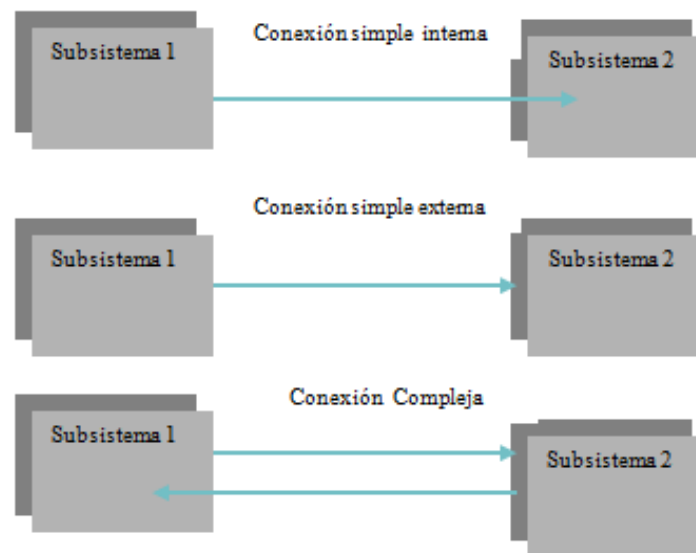 Conexión simple interna
Subsistema 1
Subsistema 2
Conexión simple externa
Subsistema 1
Subsistema 2
Conexión Compleja
Subsistema 1
Subsistema 2